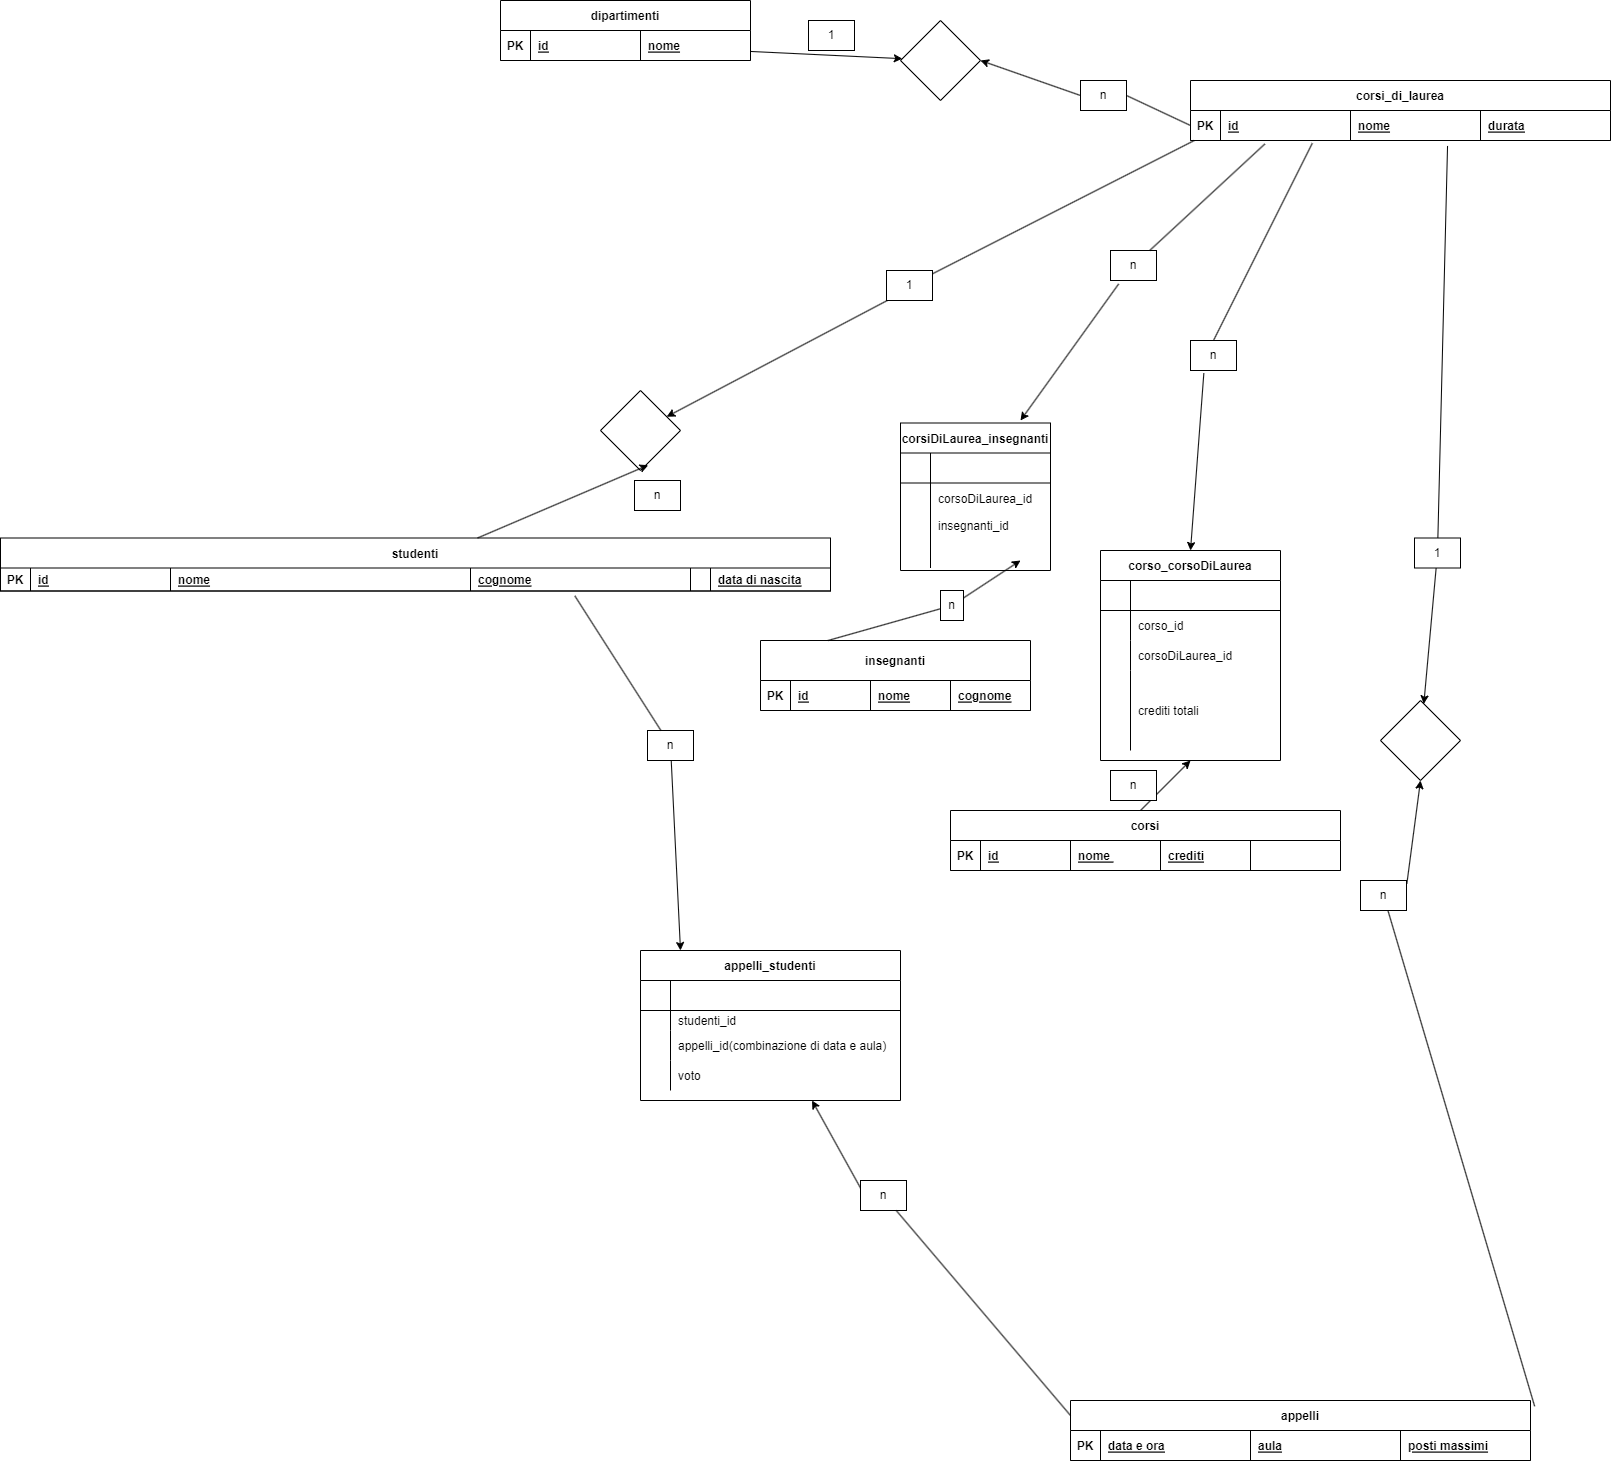 dipartimenti
PK id nome
1
n
corsi_di_laurea
PK id nome durata
1
n
n
1
n
corsiDiLaurea_insegnanti
corsoDiLaurea_id
insegnanti_id
studenti
PK id nome cognome data di nascita
n
insegnanti
PK id nome cognome
corso_corsoDiLaurea
corso_id
corsoDiLaurea_id
crediti totali
n
n
corsi
PK id nome crediti
n
appelli_studenti
studenti_id
appelli_id(combinazione di data e aula)
voto
n
appelli
PK data e ora aula posti massimi